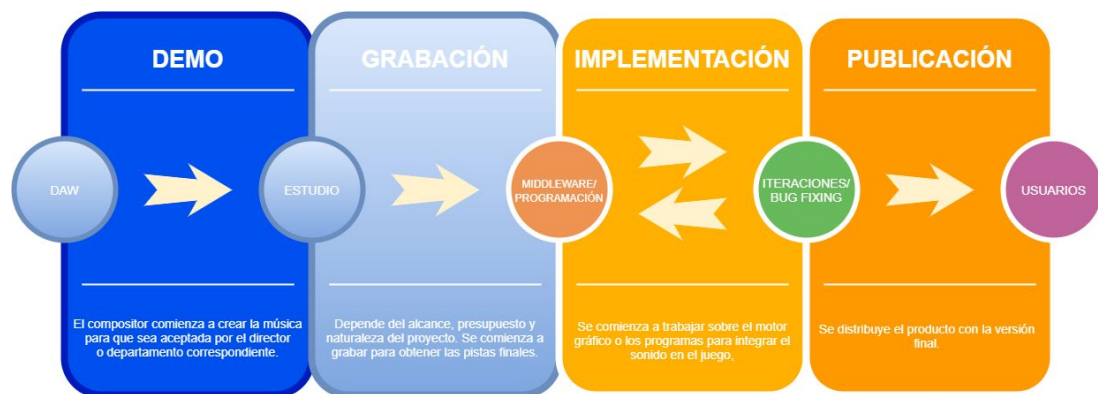 DEMO
GRABACIÓN
IMPLEMENTACIÓN
PUBLICACIÓN
DAW
ESTUDIO
MIDDLEWARE/
PROGRAMACIÓN
ITERACIONES/
BUG FIXING
USUARIOS
El compositor comienza a crear la música
para que sea aceptada por el director
o departamento correspondiente.
Depende del alcance, presupuesto y
naturaleza del proyecto. Se comienza a
grabar para obtener las pistas finales.
Se comienza a trabajar sobre el motor
gráfico o los programas para integrar el
sonido en el juego,
Se distribuye el producto con la versión
final.